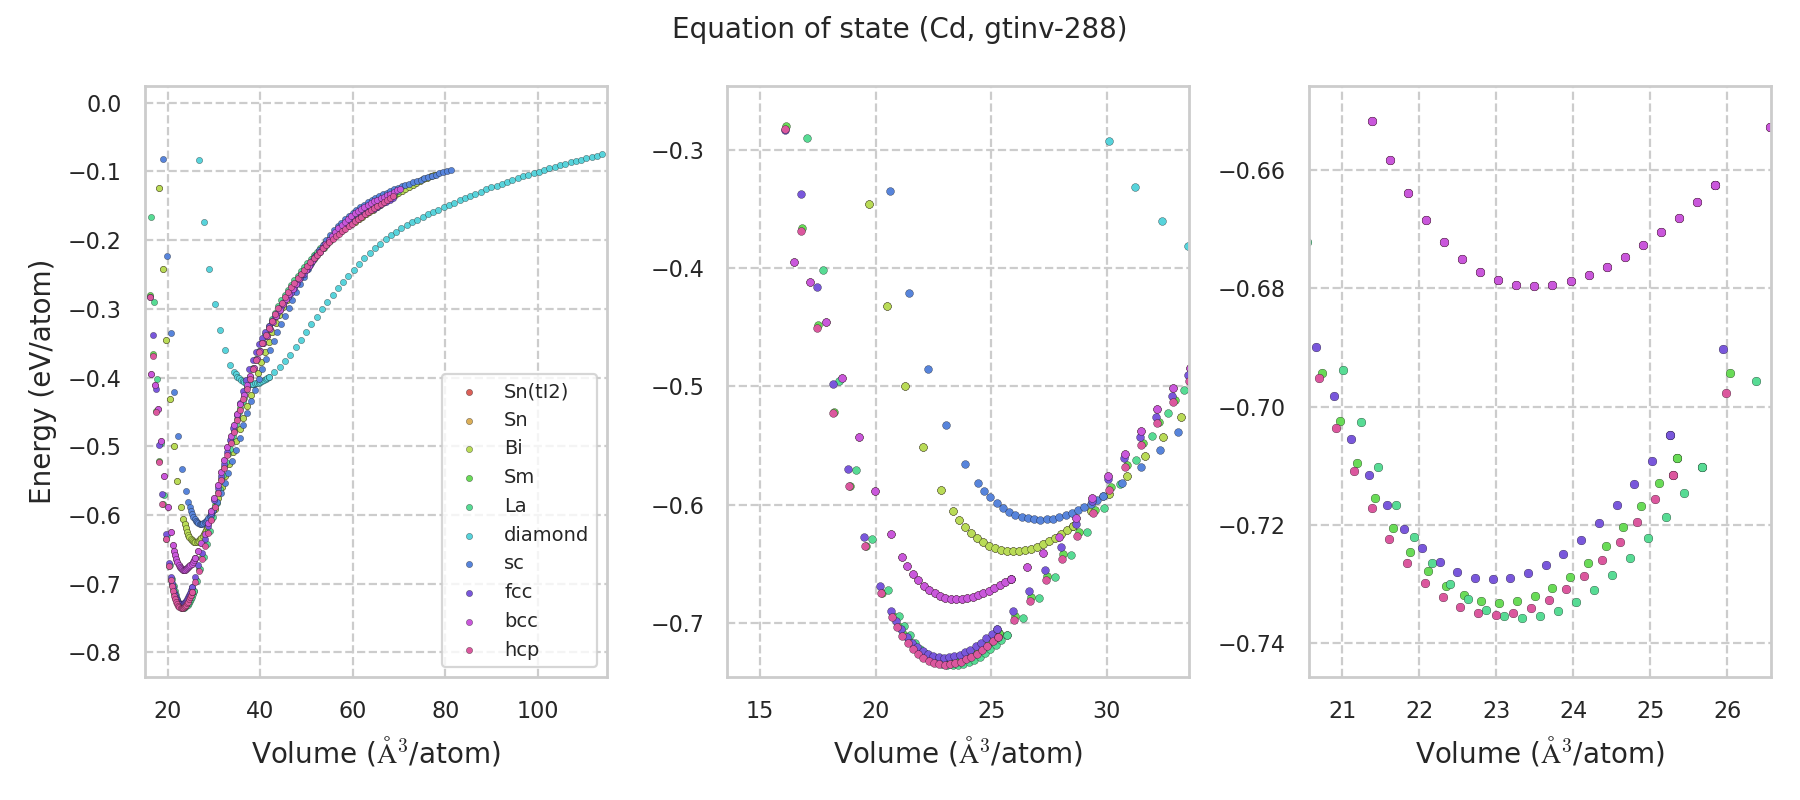 Equation of state (Cd, gtinv-288)
Energy (eV/atom)
0.0
−0.1
−0.2
−0.3
−0.4
−0.5
−0.6
−0.7
−0.8
20 40 60 80 100
Volume (Å³/atom)
Sn(tI2)
Sn
Bi
Sm
La
diamond
sc
fcc
bcc
hcp
−0.3
−0.4
−0.5
−0.6
−0.7
15 20 25 30
Volume (Å³/atom)
−0.66
−0.68
−0.70
−0.72
−0.74
21 22 23 24 25 26
Volume (Å³/atom)